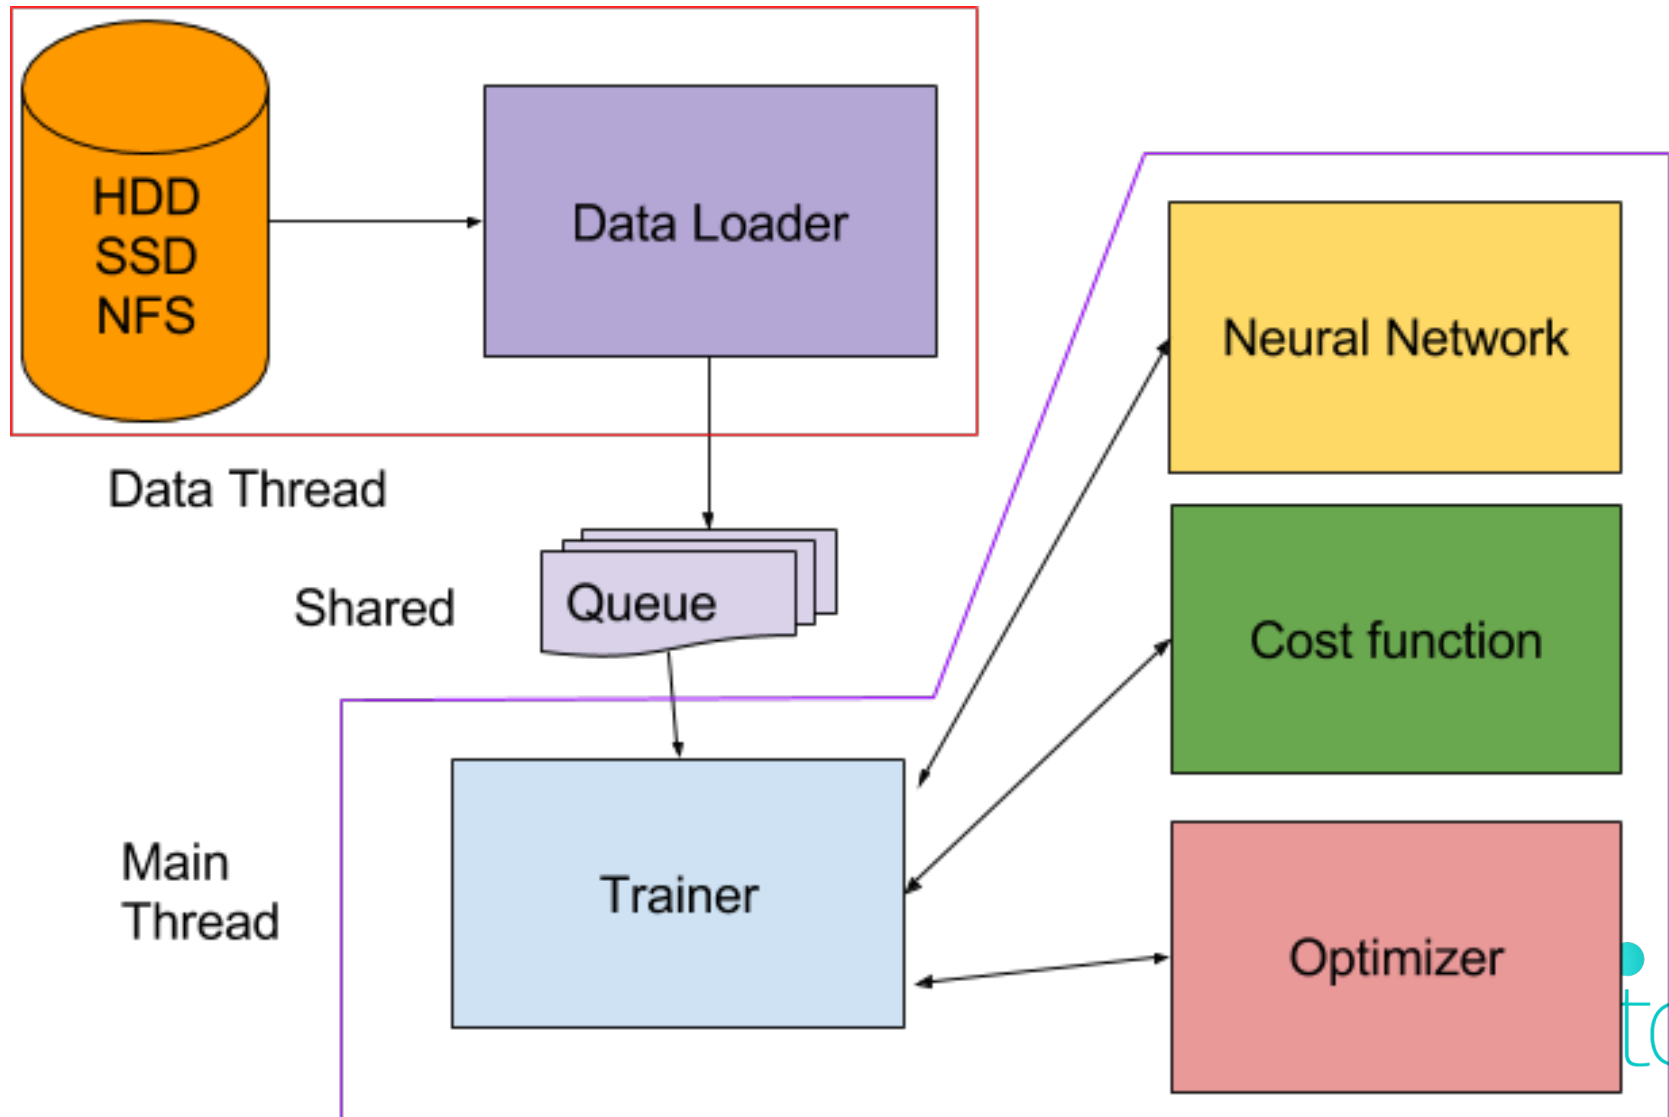 HDD
SSD
NFS
Data Loader
Data Thread
Shared
Queue
Neural Network
Cost function
Main
Thread
Trainer
Optimizer